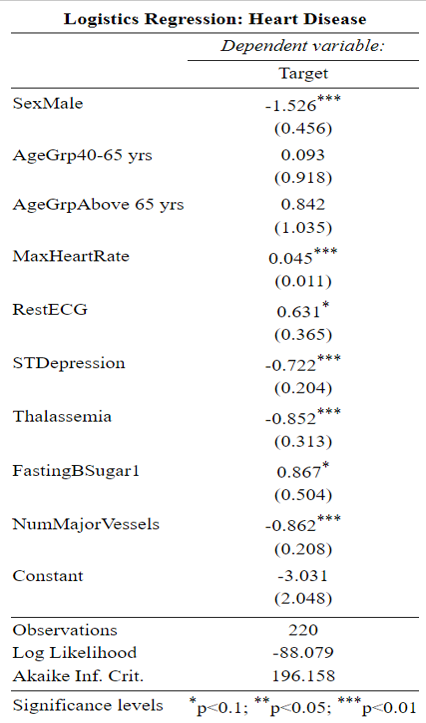 Logistics Regression: Heart Disease
Dependent variable:
Target
SexMale -1.526***
(0.456)
AgeGrp40-65 yrs 0.093
(0.918)
AgeGrpAbove 65 yrs 0.842
(1.035)
MaxHeartRate 0.045***
(0.011)
RestECG 0.631*
(0.365)
STDepression -0.722***
(0.204)
Thalassemia -0.852***
(0.313)
FastingBSugar1 0.867*
(0.504)
NumMajorVessels -0.862***
(0.208)
Constant -3.031
(2.048)
Observations 220
Log Likelihood -88.079
Akaike Inf. Crit. 196.158
Significance levels *p<0.1; **p<0.05; ***p<0.01